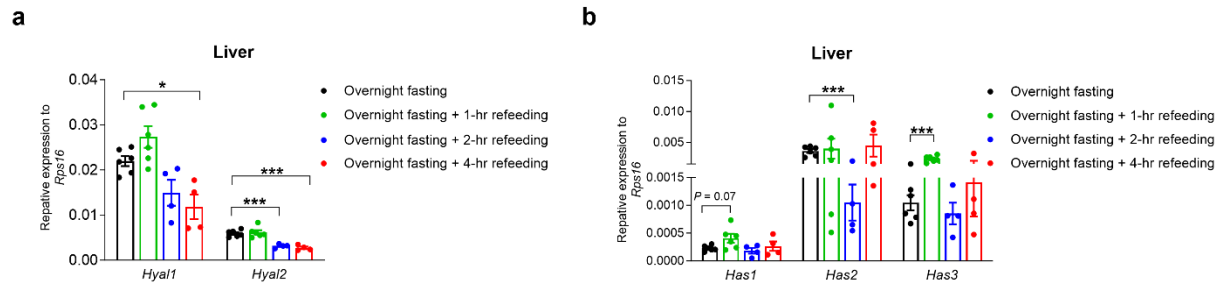 a
Liver
Repative expression to
Rps16
0.04
0.03
0.02
0.01
0.00
*
***
***
Hyal1
Hyal2
Overnight fasting
Overnight fasting + 1-hr refeeding
Overnight fasting + 2-hr refeeding
Overnight fasting + 4-hr refeeding
b
Liver
Repative expression to
Rps16
0.015
0.010
0.005
0.0015
0.0010
0.0005
0.0000
P = 0.07
***
***
Has1
Has2
Has3
Overnight fasting
Overnight fasting + 1-hr refeeding
Overnight fasting + 2-hr refeeding
Overnight fasting + 4-hr refeeding